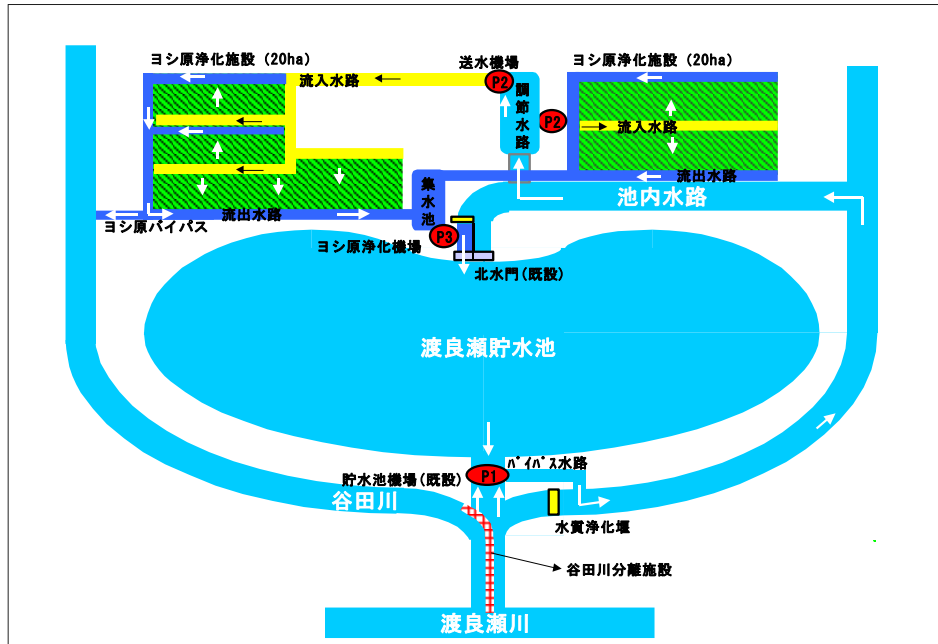 ヨシ原浄化施設（20ha）
送水機場
ヨシ原浄化施設（20ha）
流入水路
P2
調節水路
P2
流入水路
集水池
流出水路
池内水路
流出水路
ヨシ原バイパス
P3
ヨシ原浄化機場
北水門（既設）
渡良瀬貯水池
ﾊﾞｲﾊﾟｽ水路
貯水池機場（既設）
P1
谷田川
水質浄化堰
谷田川分離施設
渡良瀬川